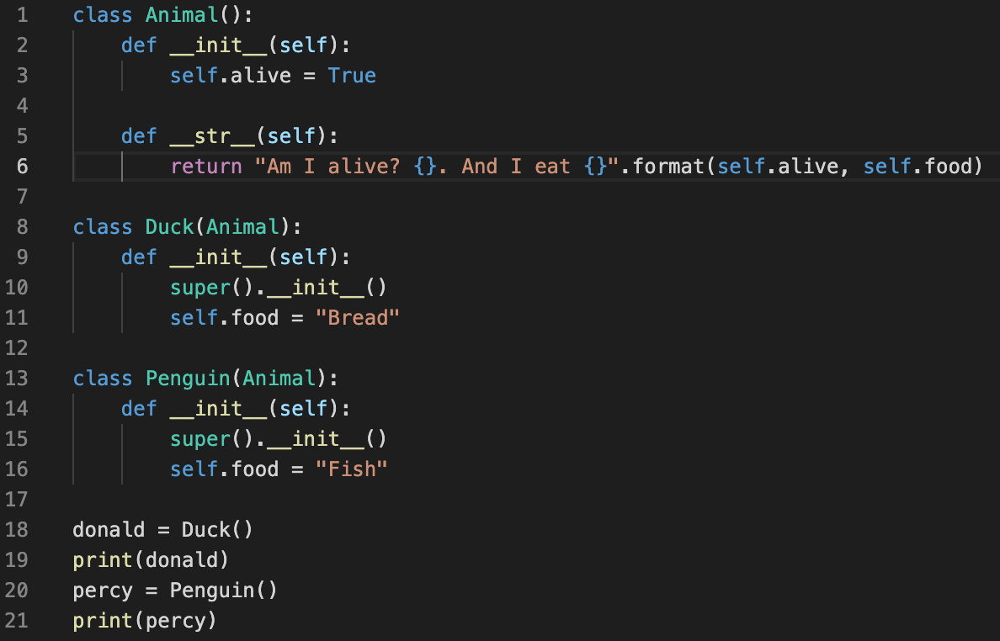 1 class Animal():
2     def __init__(self):
3         self.alive = True
4
5     def __str__(self):
6         return "Am I alive? {}. And I eat {}".format(self.alive, self.food)
7
8 class Duck(Animal):
9     def __init__(self):
10         super().__init__()
11         self.food = "Bread"
12
13 class Penguin(Animal):
14     def __init__(self):
15         super().__init__()
16         self.food = "Fish"
17
18 donald = Duck()
19 print(donald)
20 percy = Penguin()
21 print(percy)